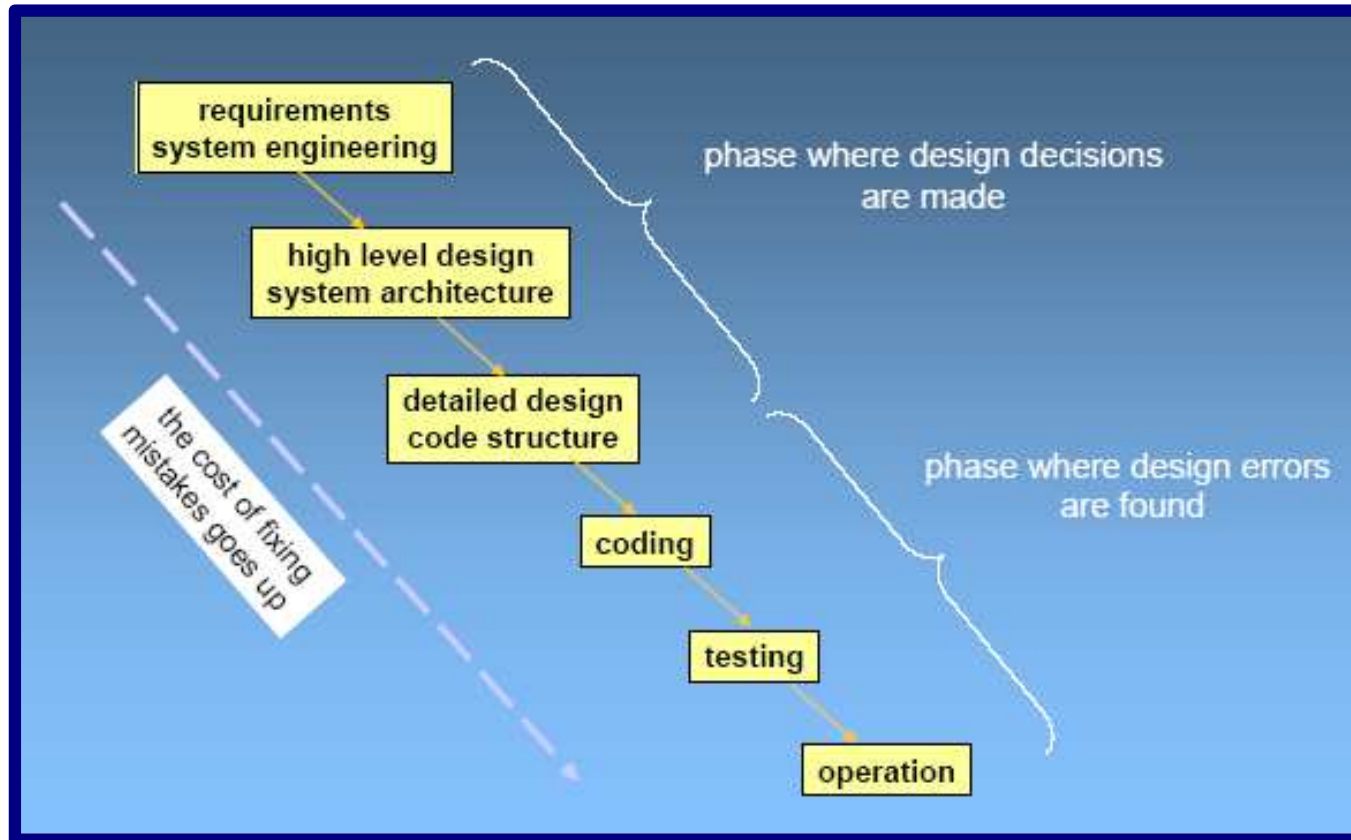 requirements
system engineering
phase where design decisions
are made
high level design
system architecture
detailed design
code structure
the cost of fixing
mistakes goes up
phase where design errors
are found
coding
testing
operation